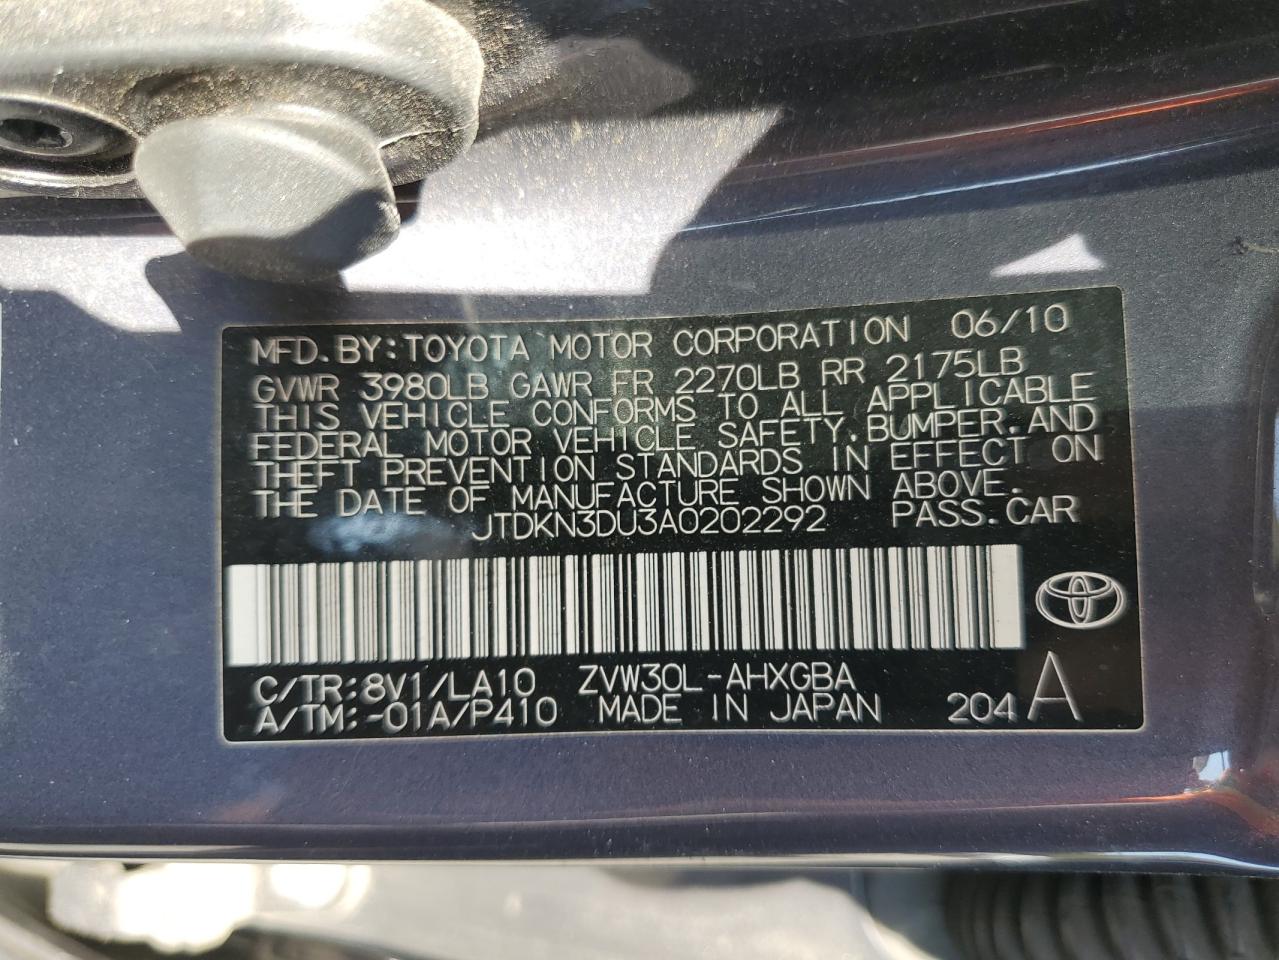 MFD.BY:TOYOTA MOTOR CORPORATION 06/10
GVWR 3980LB GAWR FR 2270LB RR 2175LB
THIS VEHICLE CONFORMS TO ALL APPLICABLE
FEDERAL MOTOR VEHICLE SAFETY,BUMPER,AND
THEFT PREVENTION STANDARDS IN EFFECT ON
THE DATE OF MANUFACTURE SHOWN ABOVE.
JTDKN3DU3A0202292 PASS.CAR
C/TR:8V1/LA10 ZVW30L-AHXGBA
A/TM:-01A/P410 MADE IN JAPAN 204 A